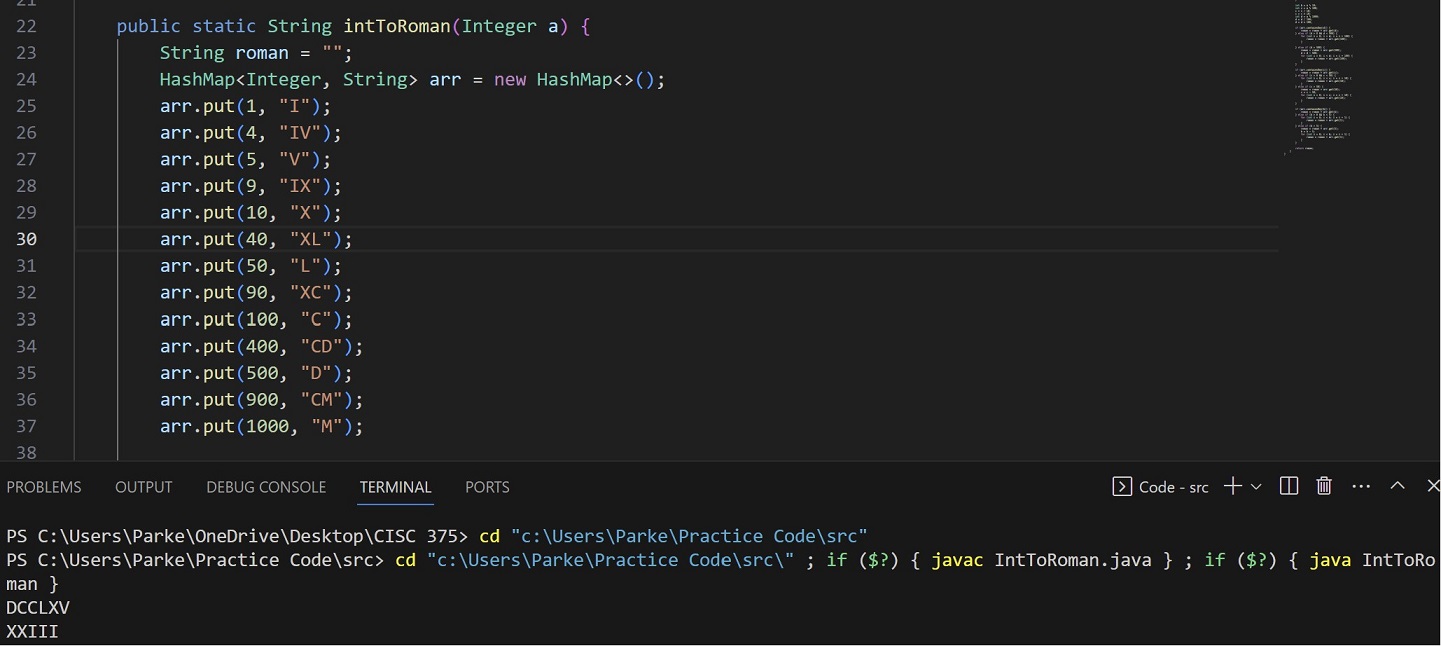 21
22 public static String intToRoman(Integer a) {
23 String roman = "";
24 HashMap<Integer, String> arr = new HashMap<>();
25 arr.put(1, "I");
26 arr.put(4, "IV");
27 arr.put(5, "V");
28 arr.put(9, "IX");
29 arr.put(10, "X");
30 arr.put(40, "XL");
31 arr.put(50, "L");
32 arr.put(90, "XC");
33 arr.put(100, "C");
34 arr.put(400, "CD");
35 arr.put(500, "D");
36 arr.put(900, "CM");
37 arr.put(1000, "M");
38
PROBLEMS OUTPUT DEBUG CONSOLE TERMINAL PORTS Code - src
PS C:\Users\Parke\OneDrive\Desktop\CISC 375> cd "c:\Users\Parke\Practice Code\src"
PS C:\Users\Parke\Practice Code\src> cd "c:\Users\Parke\Practice Code\src\" ; if ($?) { javac IntToRoman.java } ; if ($?) { java IntToRo
man }
DCCLXV
XXIII